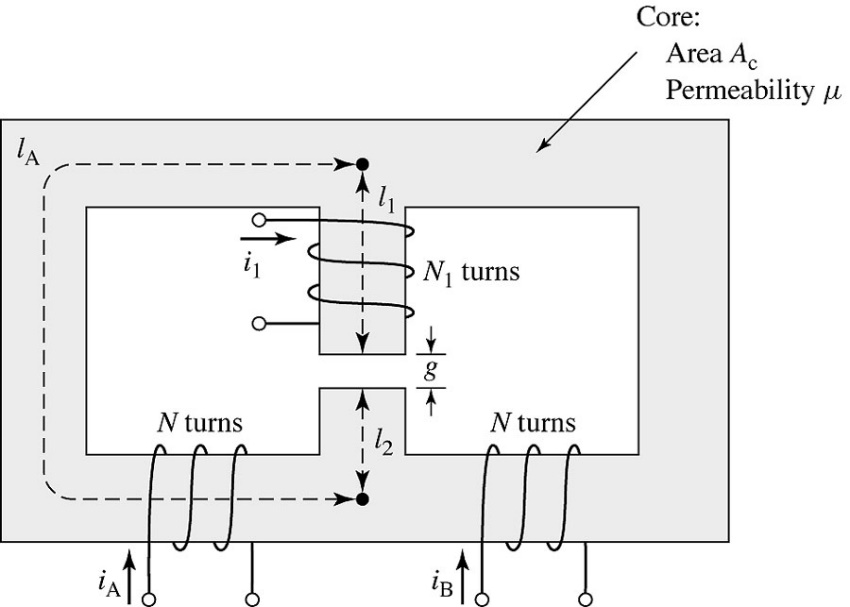 Core:
Area A_c
Permeability μ
l_A
l_1
i_1
N_1 turns
g
N turns
l_2
N turns
i_A
i_B